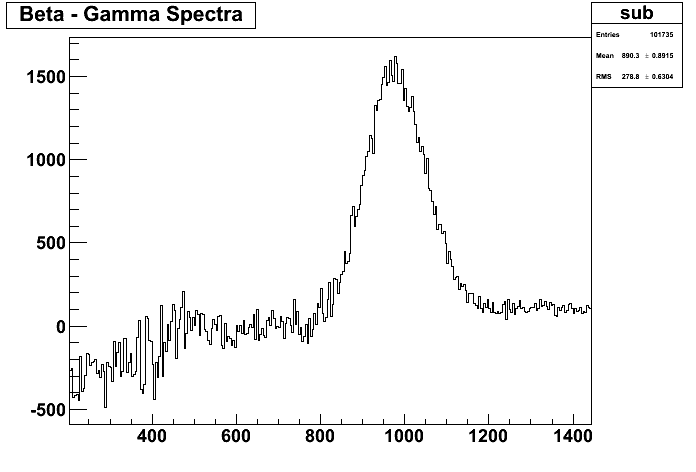 Beta - Gamma Spectra
sub
Entries 101735
Mean 890.3 ± 0.8915
RMS 278.8 ± 0.6304
1500
1000
500
0
-500
400 600 800 1000 1200 1400